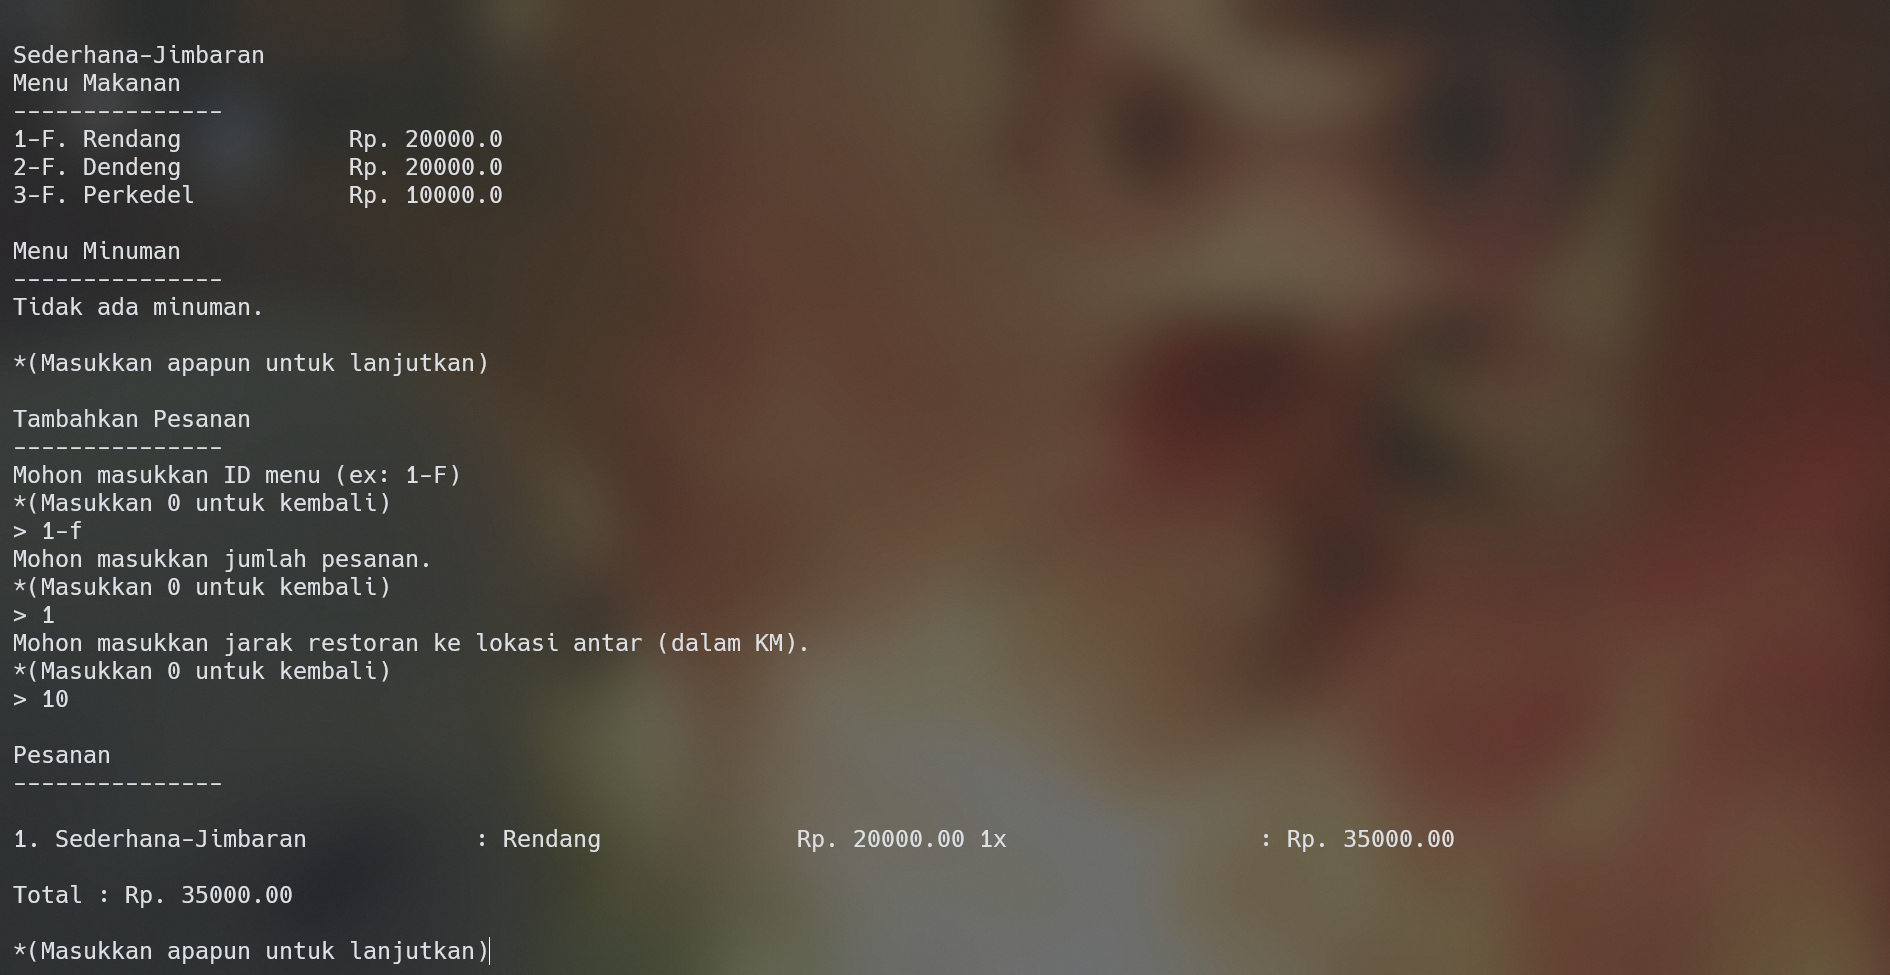 Sederhana-Jimbaran
Menu Makanan
---------------
1-F. Rendang            Rp. 20000.0
2-F. Dendeng            Rp. 20000.0
3-F. Perkedel           Rp. 10000.0
Menu Minuman
---------------
Tidak ada minuman.
*(Masukkan apapun untuk lanjutkan)
Tambahkan Pesanan
---------------
Mohon masukkan ID menu (ex: 1-F)
*(Masukkan 0 untuk kembali)
> 1-f
Mohon masukkan jumlah pesanan.
*(Masukkan 0 untuk kembali)
> 1
Mohon masukkan jarak restoran ke lokasi antar (dalam KM).
*(Masukkan 0 untuk kembali)
> 10
Pesanan
---------------
1. Sederhana-Jimbaran            : Rendang              Rp. 20000.00 1x                  : Rp. 35000.00
Total : Rp. 35000.00
*(Masukkan apapun untuk lanjutkan)